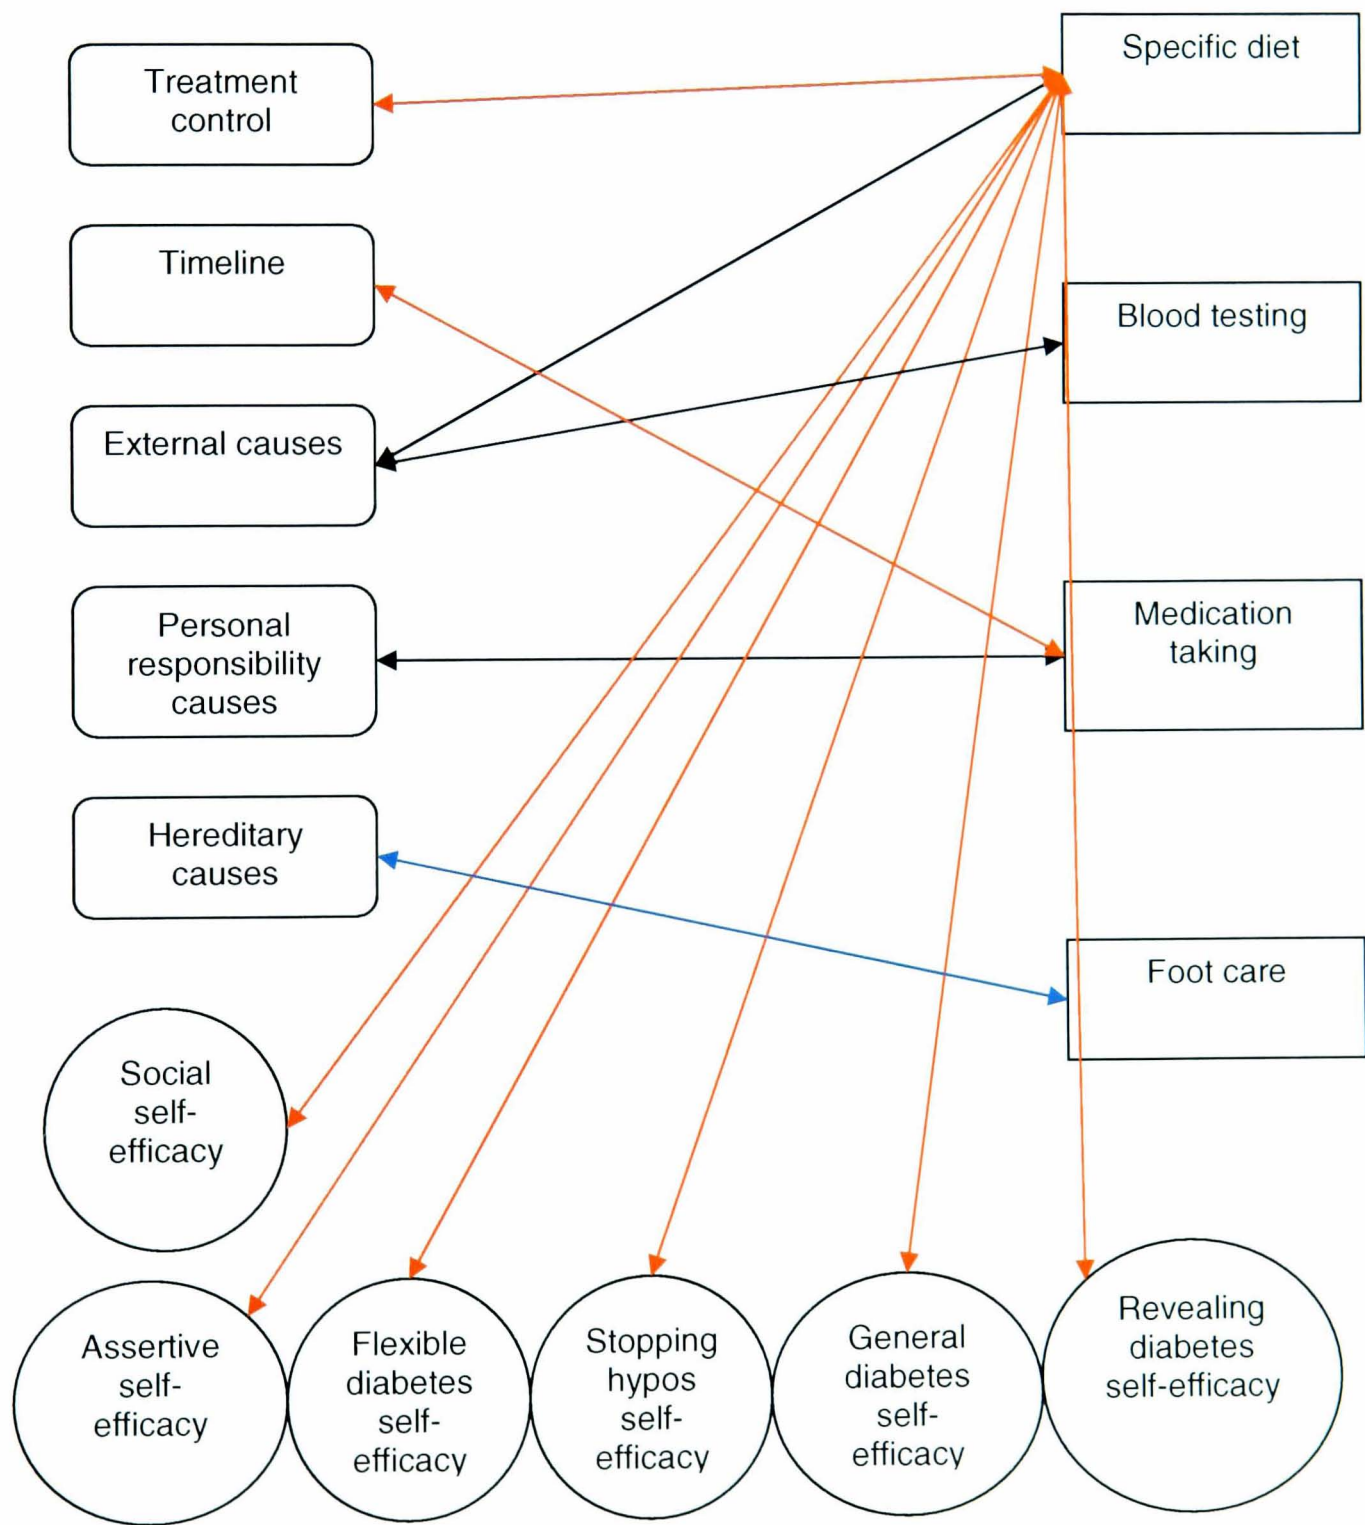 Treatment
control
Specific diet
Timeline
Blood testing
External causes
Personal
responsibility
causes
Medication
taking
Hereditary
causes
Foot care
Social
self-
efficacy
Assertive
self-
efficacy
Flexible
diabetes
self-
efficacy
Stopping
hypos
self-
efficacy
General
diabetes
self-
efficacy
Revealing
diabetes
self-efficacy